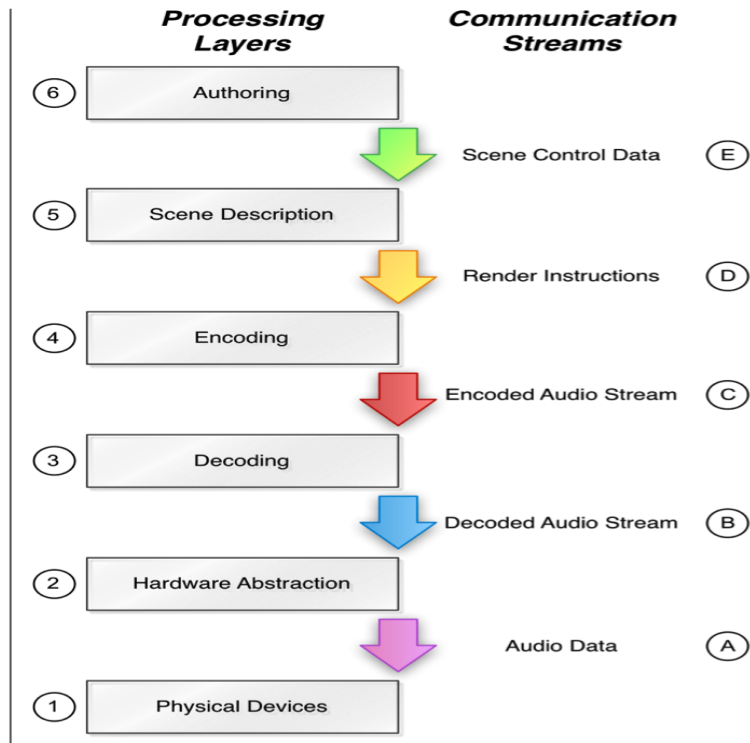 Processing
Layers
Communication
Streams
6
Authoring
Scene Control Data
E
5
Scene Description
Render Instructions
D
4
Encoding
Encoded Audio Stream
C
3
Decoding
Decoded Audio Stream
B
2
Hardware Abstraction
Audio Data
A
1
Physical Devices